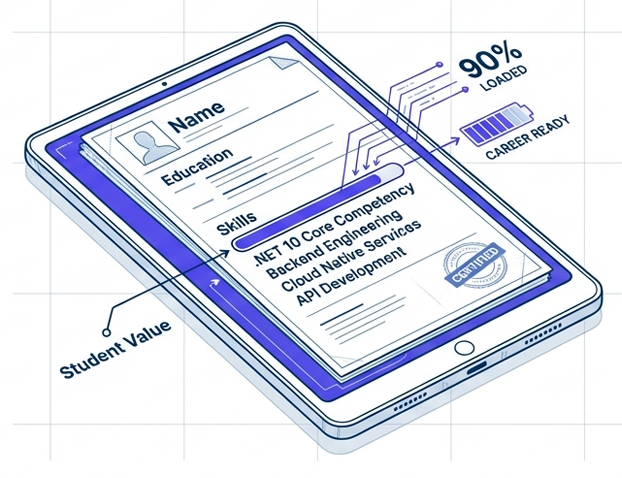 90%
LOADED
CAREER READY
Name
Education
Skills
.NET 10 Core Competency
Backend Engineering
Cloud Native Services
API Development
CERTIFIED
Student Value